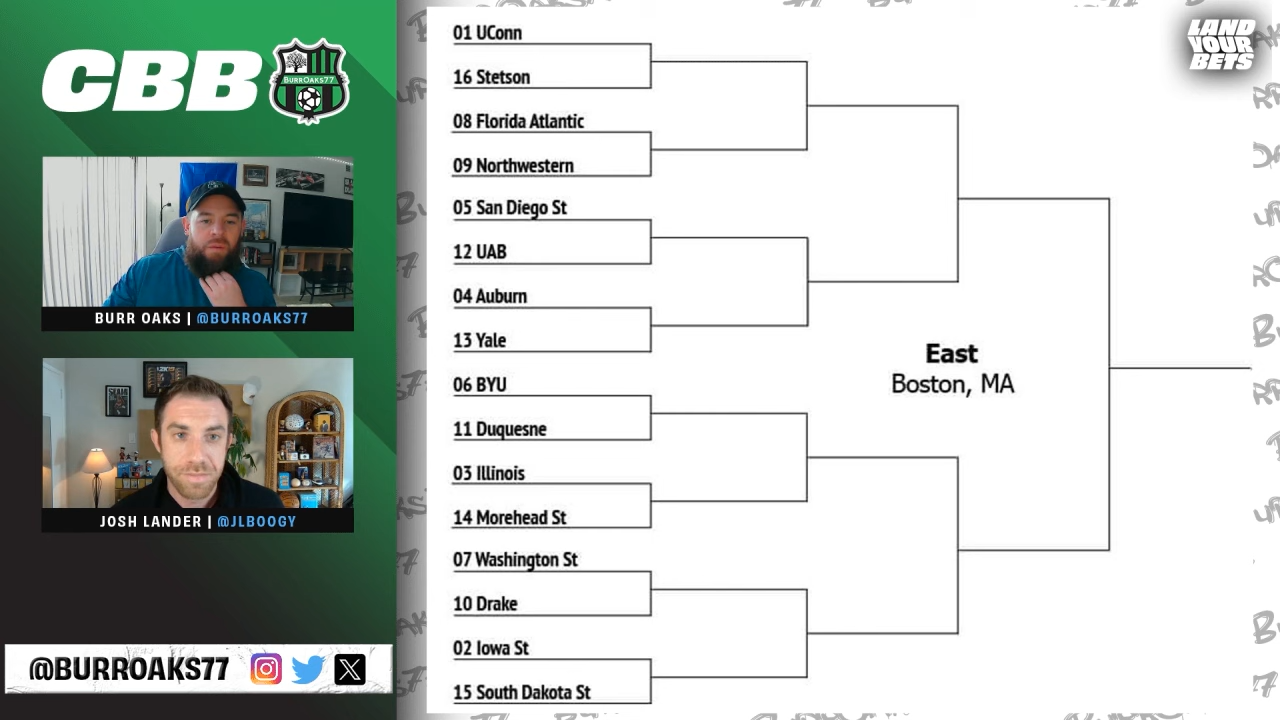 CBB
BURROAKS77
BURR OAKS | @BURROAKS77
JOSH LANDER | @JLBOOGY
@BURROAKS77
01 UConn
16 Stetson
08 Florida Atlantic
09 Northwestern
05 San Diego St
12 UAB
04 Auburn
13 Yale
06 BYU
11 Duquesne
03 Illinois
14 Morehead St
07 Washington St
10 Drake
02 Iowa St
15 South Dakota St
East
Boston, MA
LAND
YOUR
BETS